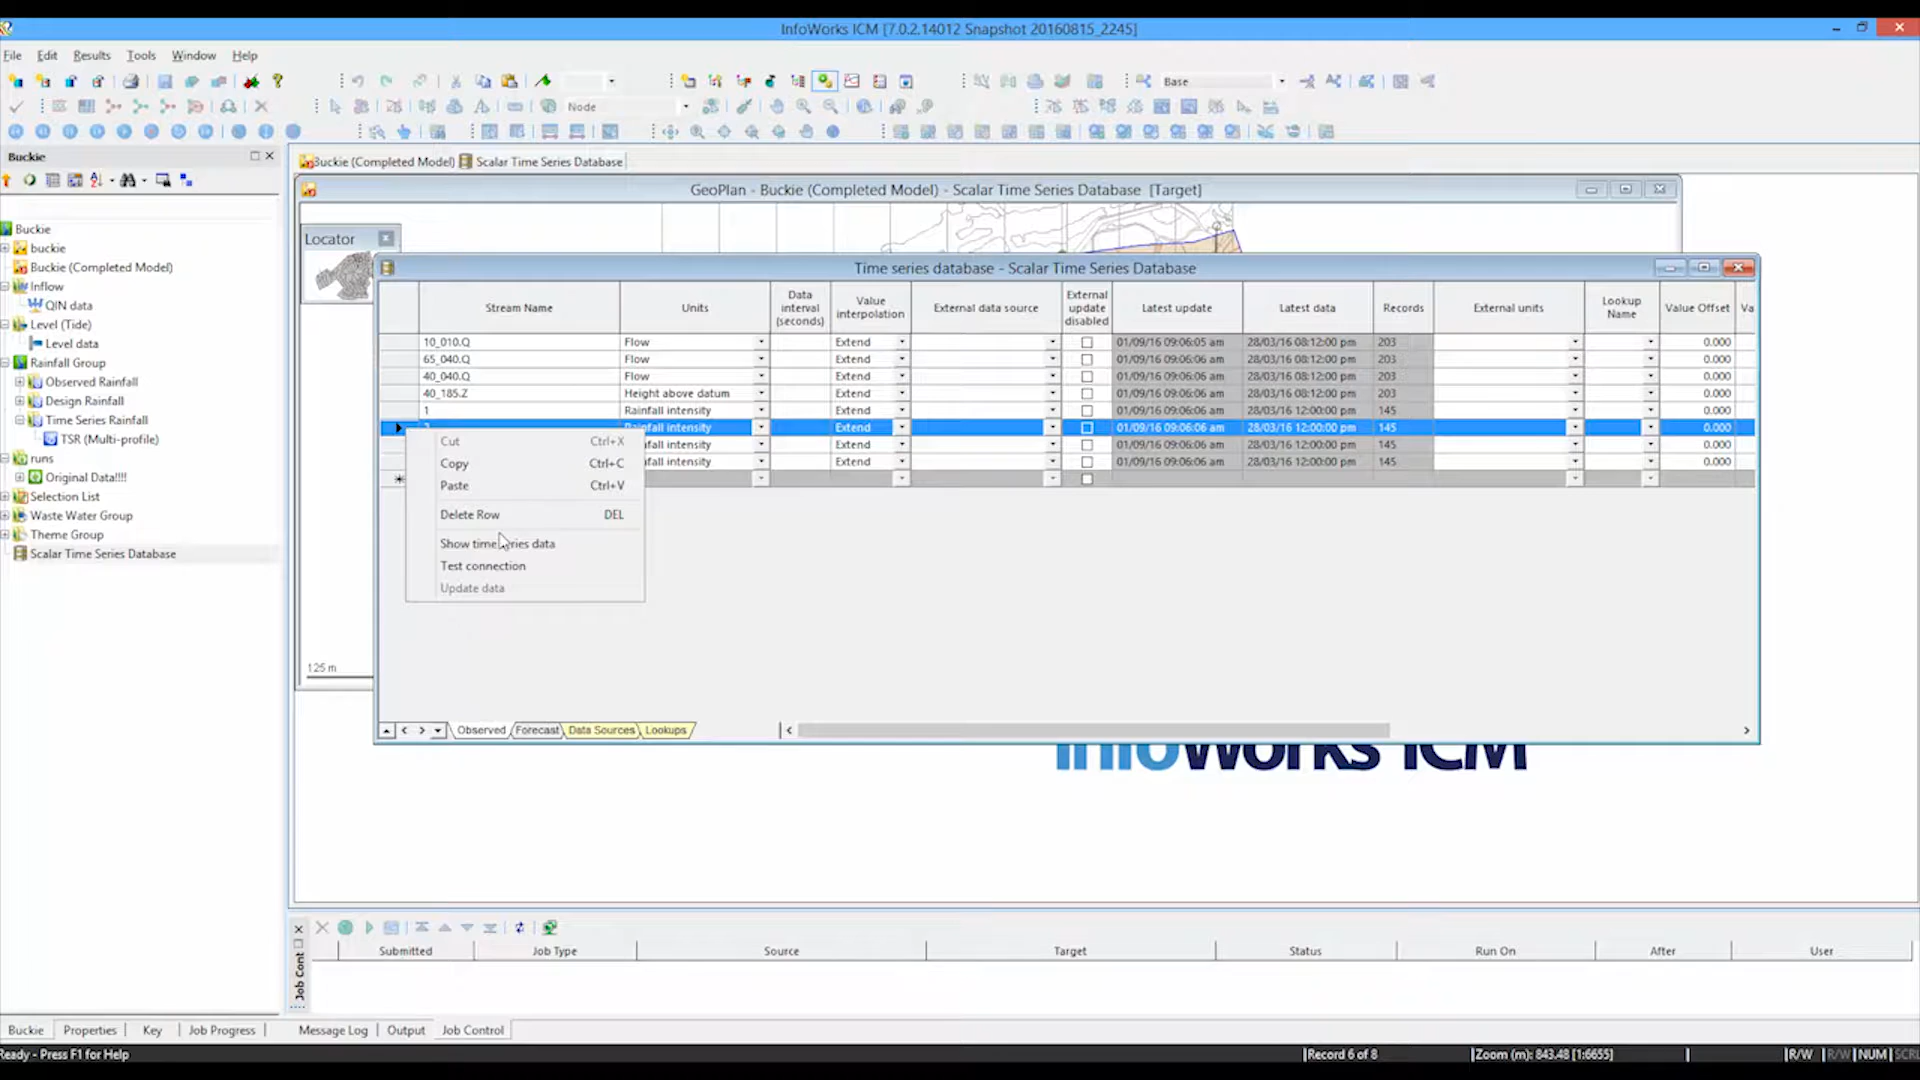 InfoWorks ICM [7.0.2.14012 Snapshot 20160815_2245]
File Edit Results Tools Window Help
Base
Node
Buckie
Buckie (Completed Model) Scalar Time Series Database
GeoPlan - Buckie (Completed Model) - Scalar Time Series Database [Target]
Locator
125 m
Buckie
buckie
Buckie (Completed Model)
Inflow
QIN data
Level (Tide)
Level data
Rainfall Group
Observed Rainfall
Design Rainfall
Time Series Rainfall
TSR (Multi-profile)
runs
Original Data!!!!
Selection List
Waste Water Group
Theme Group
Scalar Time Series Database
Time series database - Scalar Time Series Database
Stream Name Units Data interval (seconds) Value interpolation External data source External update disabled Latest update Latest data Records External units Lookup Name Value Offset Va
10_010.Q Flow Extend 01/09/16 09:06:05 am 28/03/16 08:12:00 pm 203 0.000
65_040.Q Flow Extend 01/09/16 09:06:06 am 28/03/16 08:12:00 pm 203 0.000
40_040.Q Flow Extend 01/09/16 09:06:06 am 28/03/16 08:12:00 pm 203 0.000
40_185.Z Height above datum Extend 01/09/16 09:06:06 am 28/03/16 08:12:00 pm 203 0.000
1 Rainfall intensity Extend 01/09/16 09:06:06 am 28/03/16 12:00:00 pm 145 0.000
Rainfall intensity Extend 01/09/16 09:06:06 am 28/03/16 12:00:00 pm 145 0.000
nfall intensity Extend 01/09/16 09:06:06 am 28/03/16 12:00:00 pm 145 0.000
nfall intensity Extend 01/09/16 09:06:06 am 28/03/16 12:00:00 pm 145 0.000
Cut Ctrl+X
Copy Ctrl+C
Paste Ctrl+V
Delete Row DEL
Show time series data
Test connection
Update data
Observed Forecast Data Sources Lookups
InfoWorks ICM
Job Cont
Submitted Job Type Source Target Status Run On After User
Buckie Properties Key Job Progress Message Log Output Job Control
Ready - Press F1 for Help Record 6 of 8 Zoom (m): 843.48 [1:6655] R/W R/W NUM SCRL